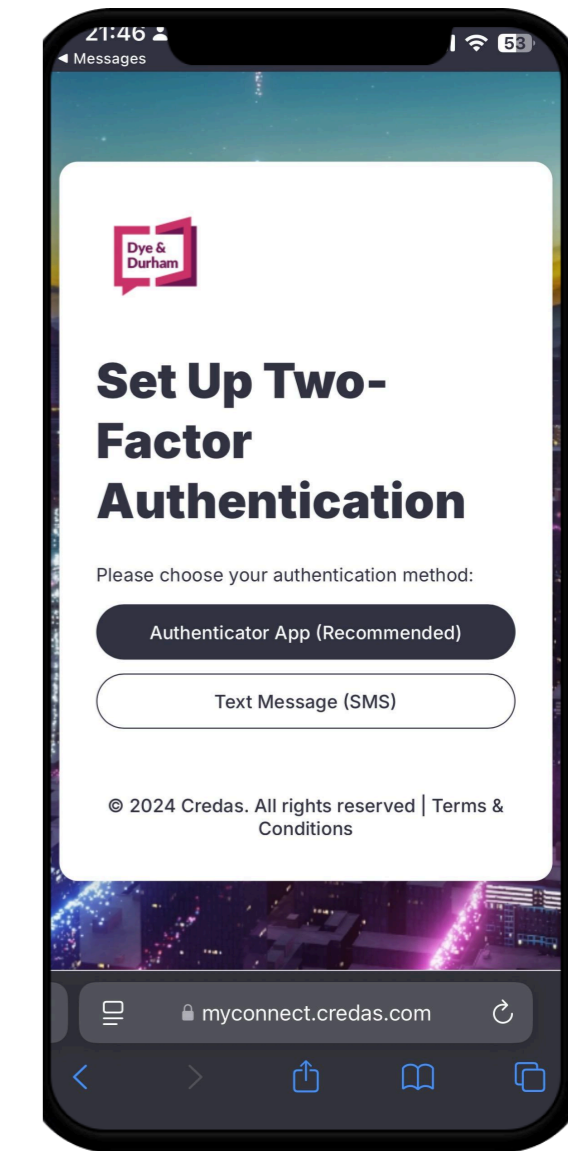 21:46
53
◀ Messages
Dye &
Durham
Set Up Two-
Factor
Authentication
Please choose your authentication method:
Authenticator App (Recommended)
Text Message (SMS)
© 2024 Credas. All rights reserved | Terms &
Conditions
myconnect.credas.com